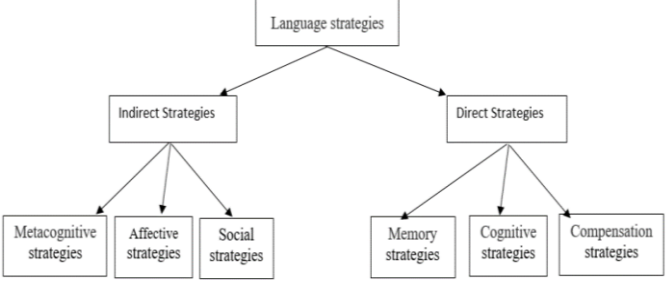 Language strategies
Indirect Strategies
Direct Strategies
Metacognitive
strategies
Affective
strategies
Social
strategies
Memory
strategies
Cognitive
strategies
Compensation
strategies